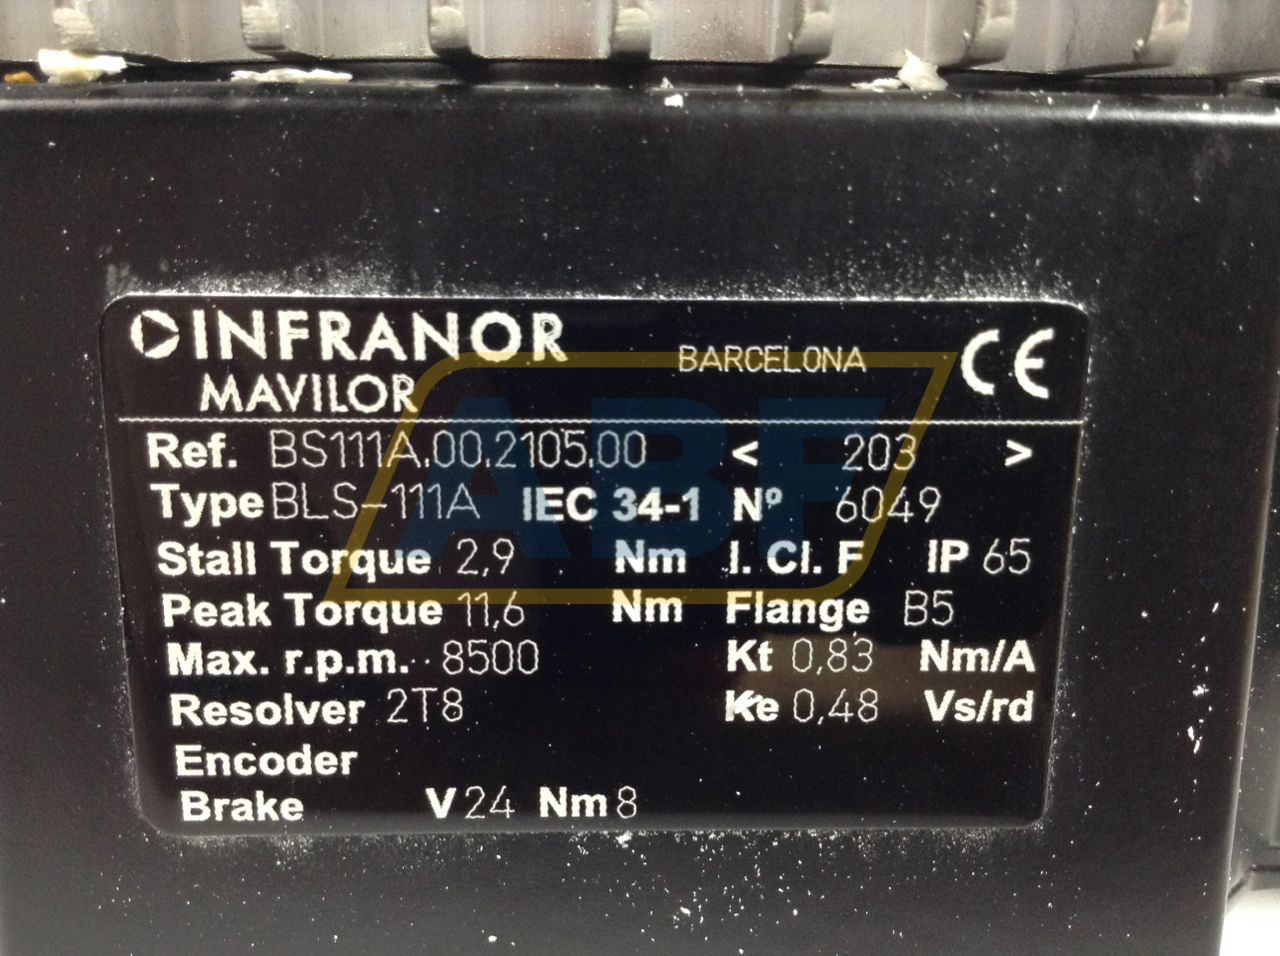 INFRANOR
MAVILOR
BARCELONA CE
Ref. BS111A.00.2105.00 < 203 >
Type BLS-111A IEC 34-1 Nº 6049
Stall Torque 2,9 Nm I. Cl. F IP 65
Peak Torque 11,6 Nm Flange B5
Max. r.p.m. 8500 Kt 0,83 Nm/A
Resolver 2T8 Ke 0,48 Vs/rd
Encoder
Brake V 24 Nm 8
ABF